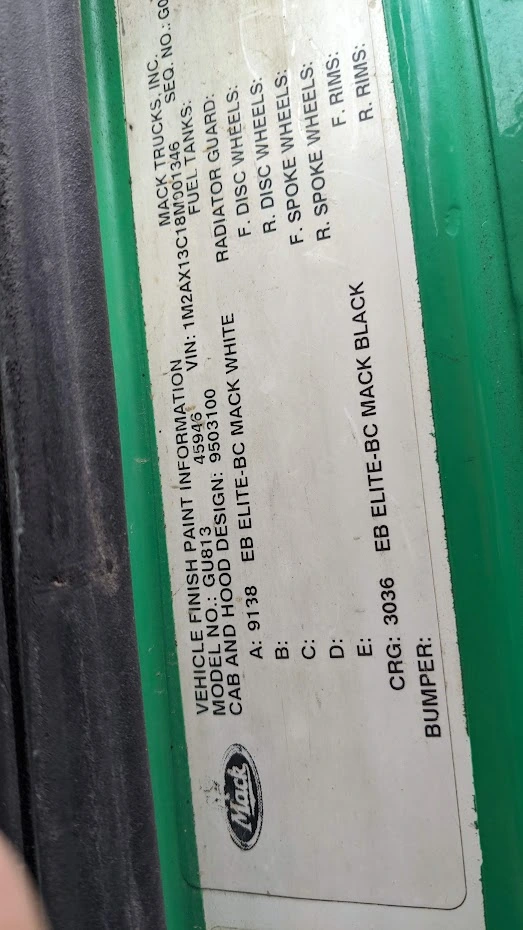 Mack
VEHICLE FINISH PAINT INFORMATION MACK TRUCKS, INC.
MODEL NO.: GU813 45946 VIN: 1M2AX13C18M001346 SEQ. NO.:
CAB AND HOOD DESIGN: 9503100 FUEL TANKS:
A: 9138 EB ELITE-BC MACK WHITE RADIATOR GUARD:
B: F. DISC WHEELS:
C: R. DISC WHEELS:
D: F. SPOKE WHEELS:
E: R. SPOKE WHEELS:
CRG: 3036 EB ELITE-BC MACK BLACK F. RIMS:
BUMPER: R. RIMS: